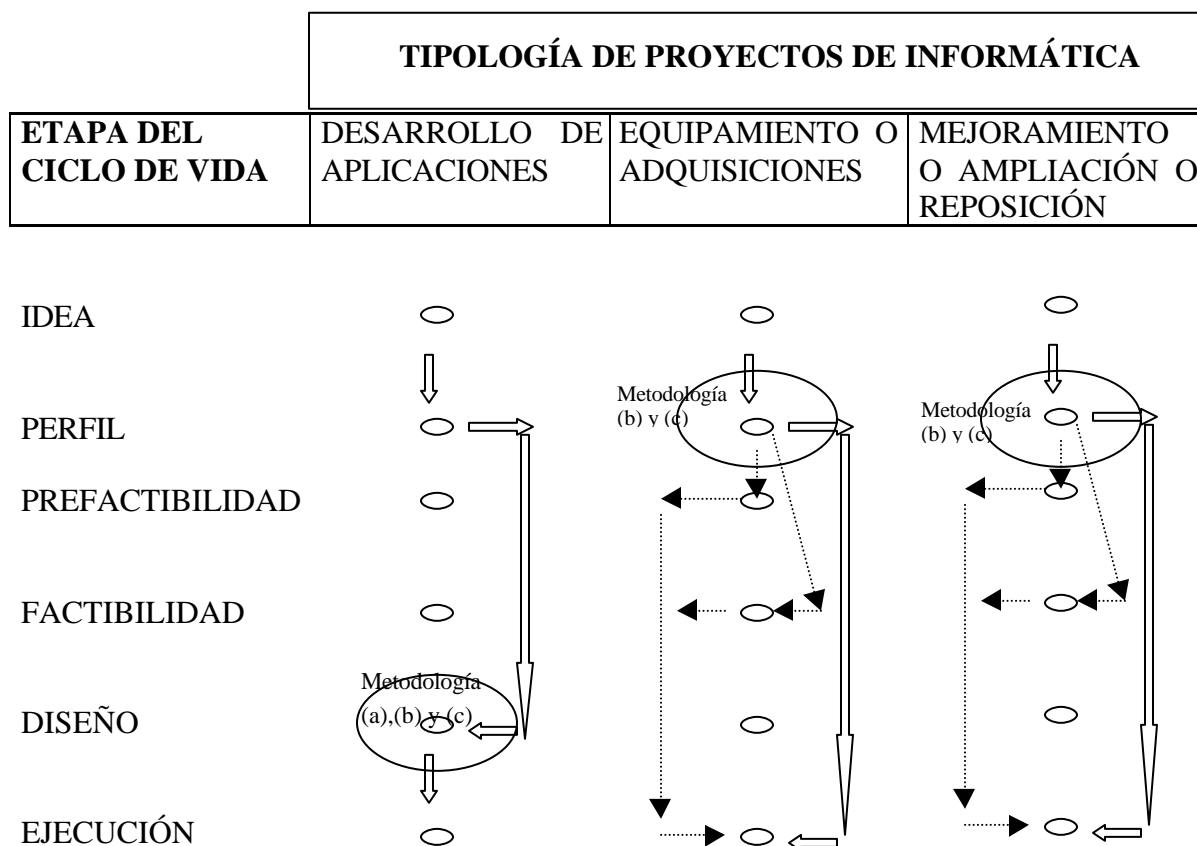 TIPOLOGÍA DE PROYECTOS DE INFORMÁTICA
ETAPA DEL
CICLO DE VIDA
DESARROLLO DE
APLICACIONES
EQUIPAMIENTO O
ADQUISICIONES
MEJORAMIENTO
O AMPLIACIÓN O
REPOSICIÓN
IDEA
PERFIL
Metodología
(b) y (c)
Metodología
(b) y (c)
PREFACTIBILIDAD
FACTIBILIDAD
DISEÑO
Metodología
(a),(b) y (c)
EJECUCIÓN